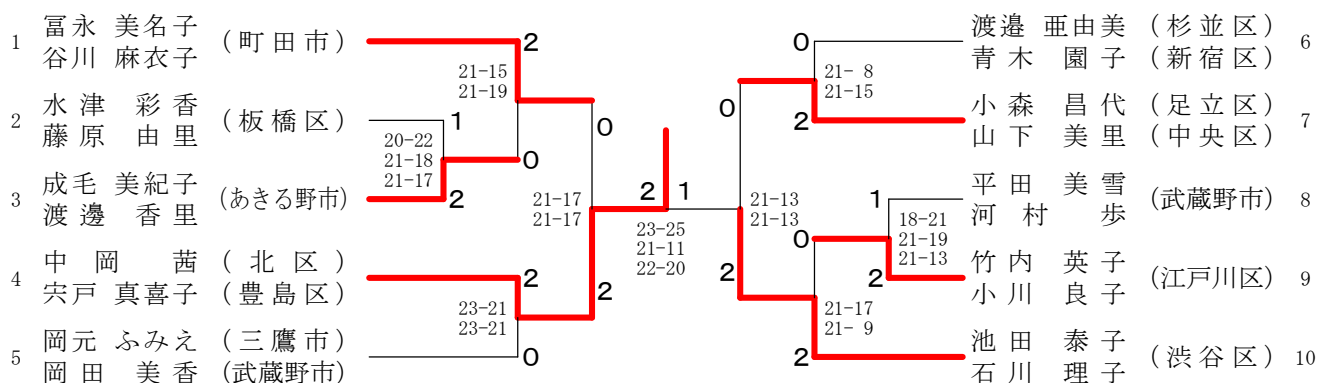 1 冨永 美名子 (町田市)
谷川 麻衣子
2 水津 彩香 (板橋区)
藤原 由里
3 成毛 美紀子 (あきる野市)
渡邊 香里
4 中岡 茜 (北区)
宍戸 真喜子 (豊島区)
5 岡元 ふみえ (三鷹市)
岡田 美香 (武蔵野市)
2
21-15
21-19
1
20-22
21-18
21-17
0
2
0
21-17
21-17
2
23-21
23-21
2
0
2 1
23-25
21-11
22-20
0
21-13
21-13
2
0
21- 8
21-15
2
1
18-21
21-19
21-13
0
2
21-17
21- 9
2
渡邉 亜由美 (杉並区) 6
青木 園子 (新宿区)
小森 昌代 (足立区) 7
山下 美里 (中央区)
平田 美雪 (武蔵野市) 8
河村 歩
竹内 英子 (江戸川区) 9
小川 良子
池田 泰子 (渋谷区) 10
石川 理子